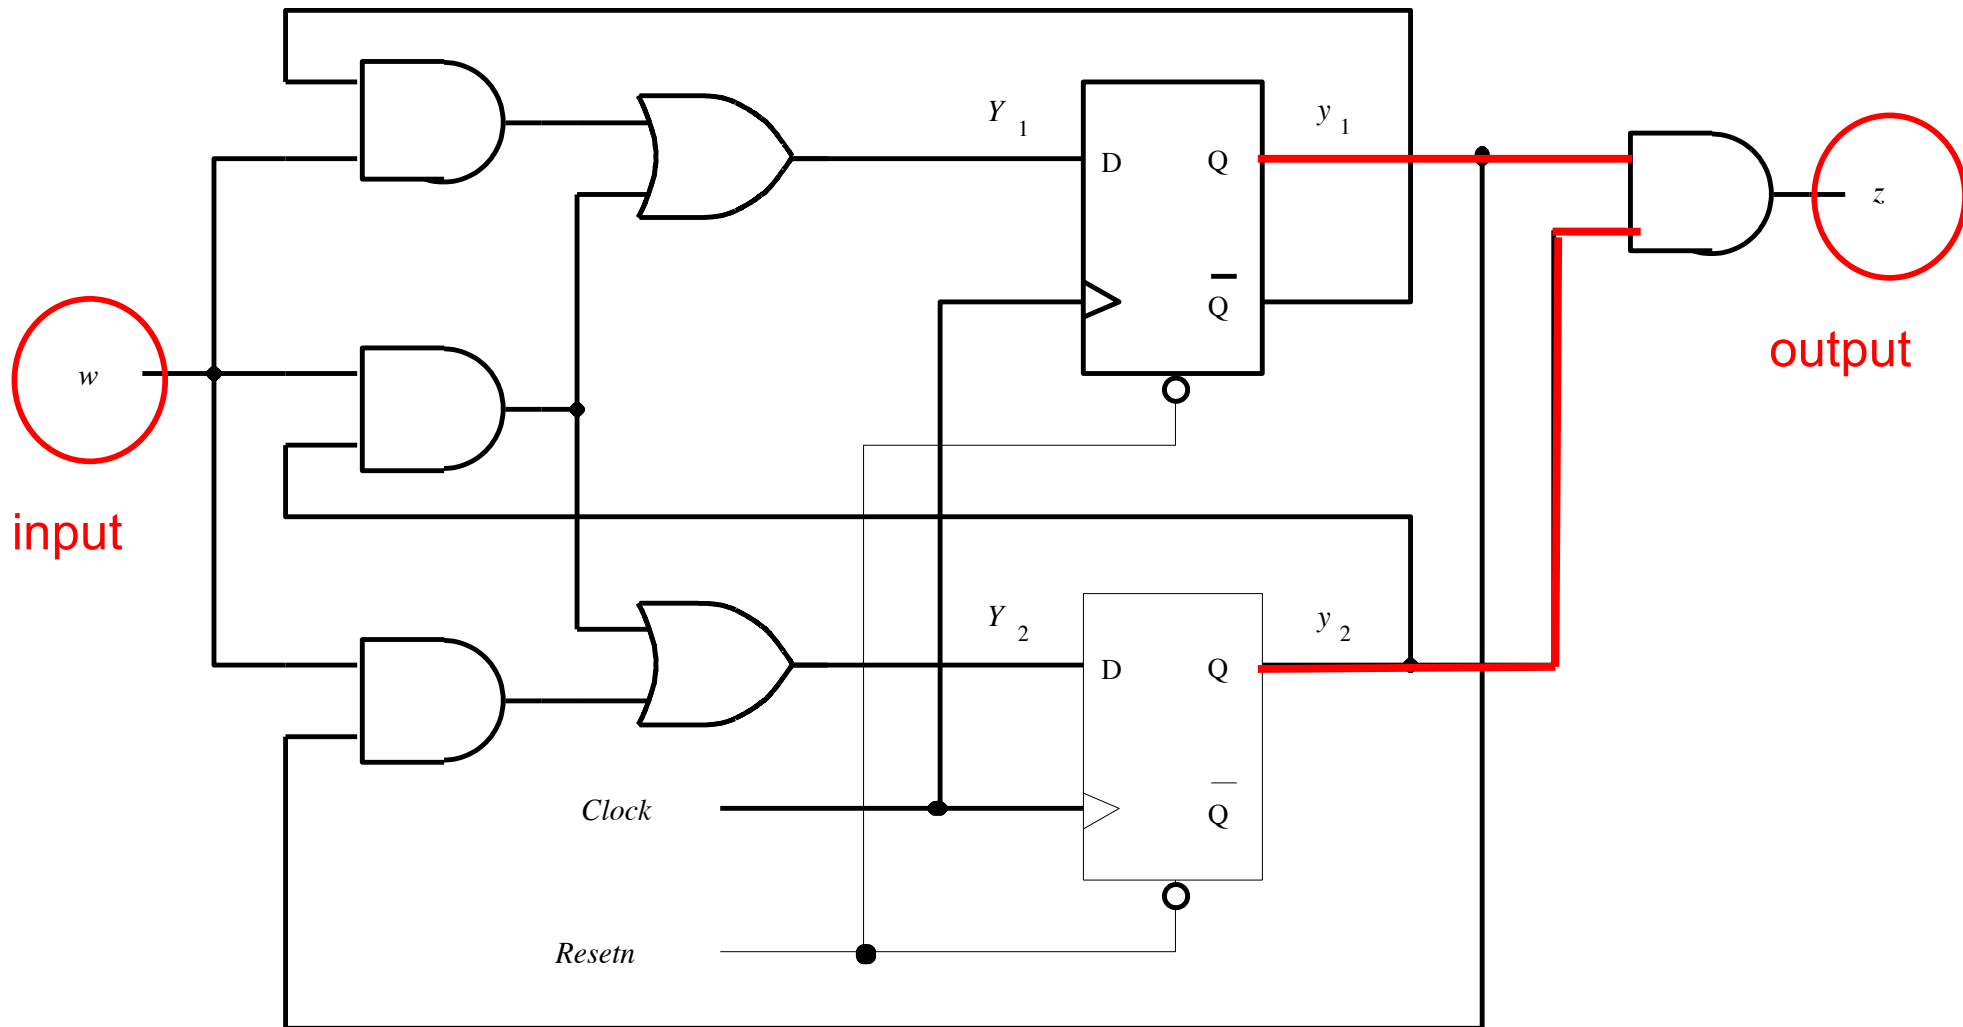 Y 1
y 1
D
Q
z
Q
output
w
input
Y 2
y 2
D
Q
Clock
Q
Resetn